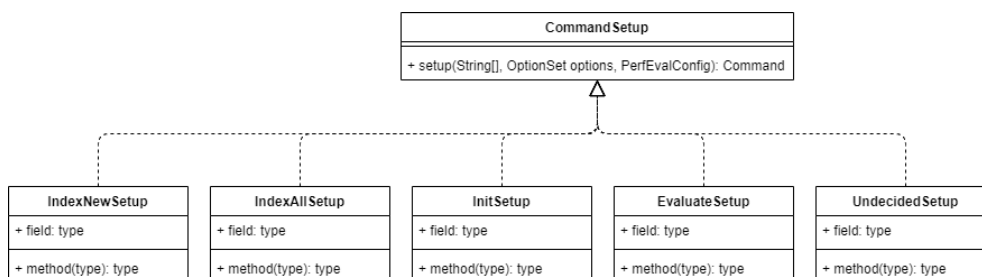 CommandSetup
+ setup(String[], OptionSet options, PerfEvalConfig): Command
IndexNewSetup
+ field: type
+ method(type): type
IndexAllSetup
+ field: type
+ method(type): type
InitSetup
+ field: type
+ method(type): type
EvaluateSetup
+ field: type
+ method(type): type
UndecidedSetup
+ field: type
+ method(type): type